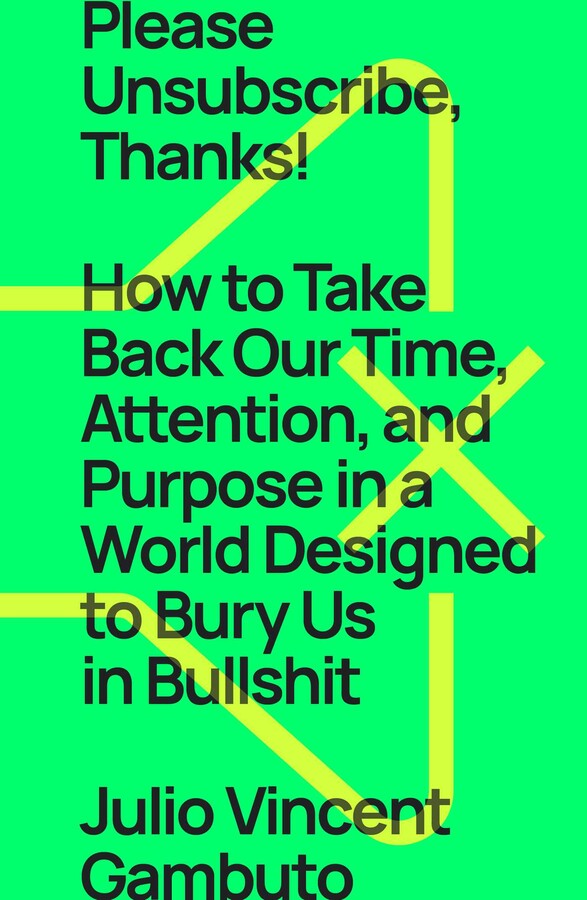 Please
Unsubscribe,
Thanks!
How to Take
Back Our Time,
Attention, and
Purpose in a
World Designed
to Bury Us
in Bullshit
Julio Vincent
Gambuto